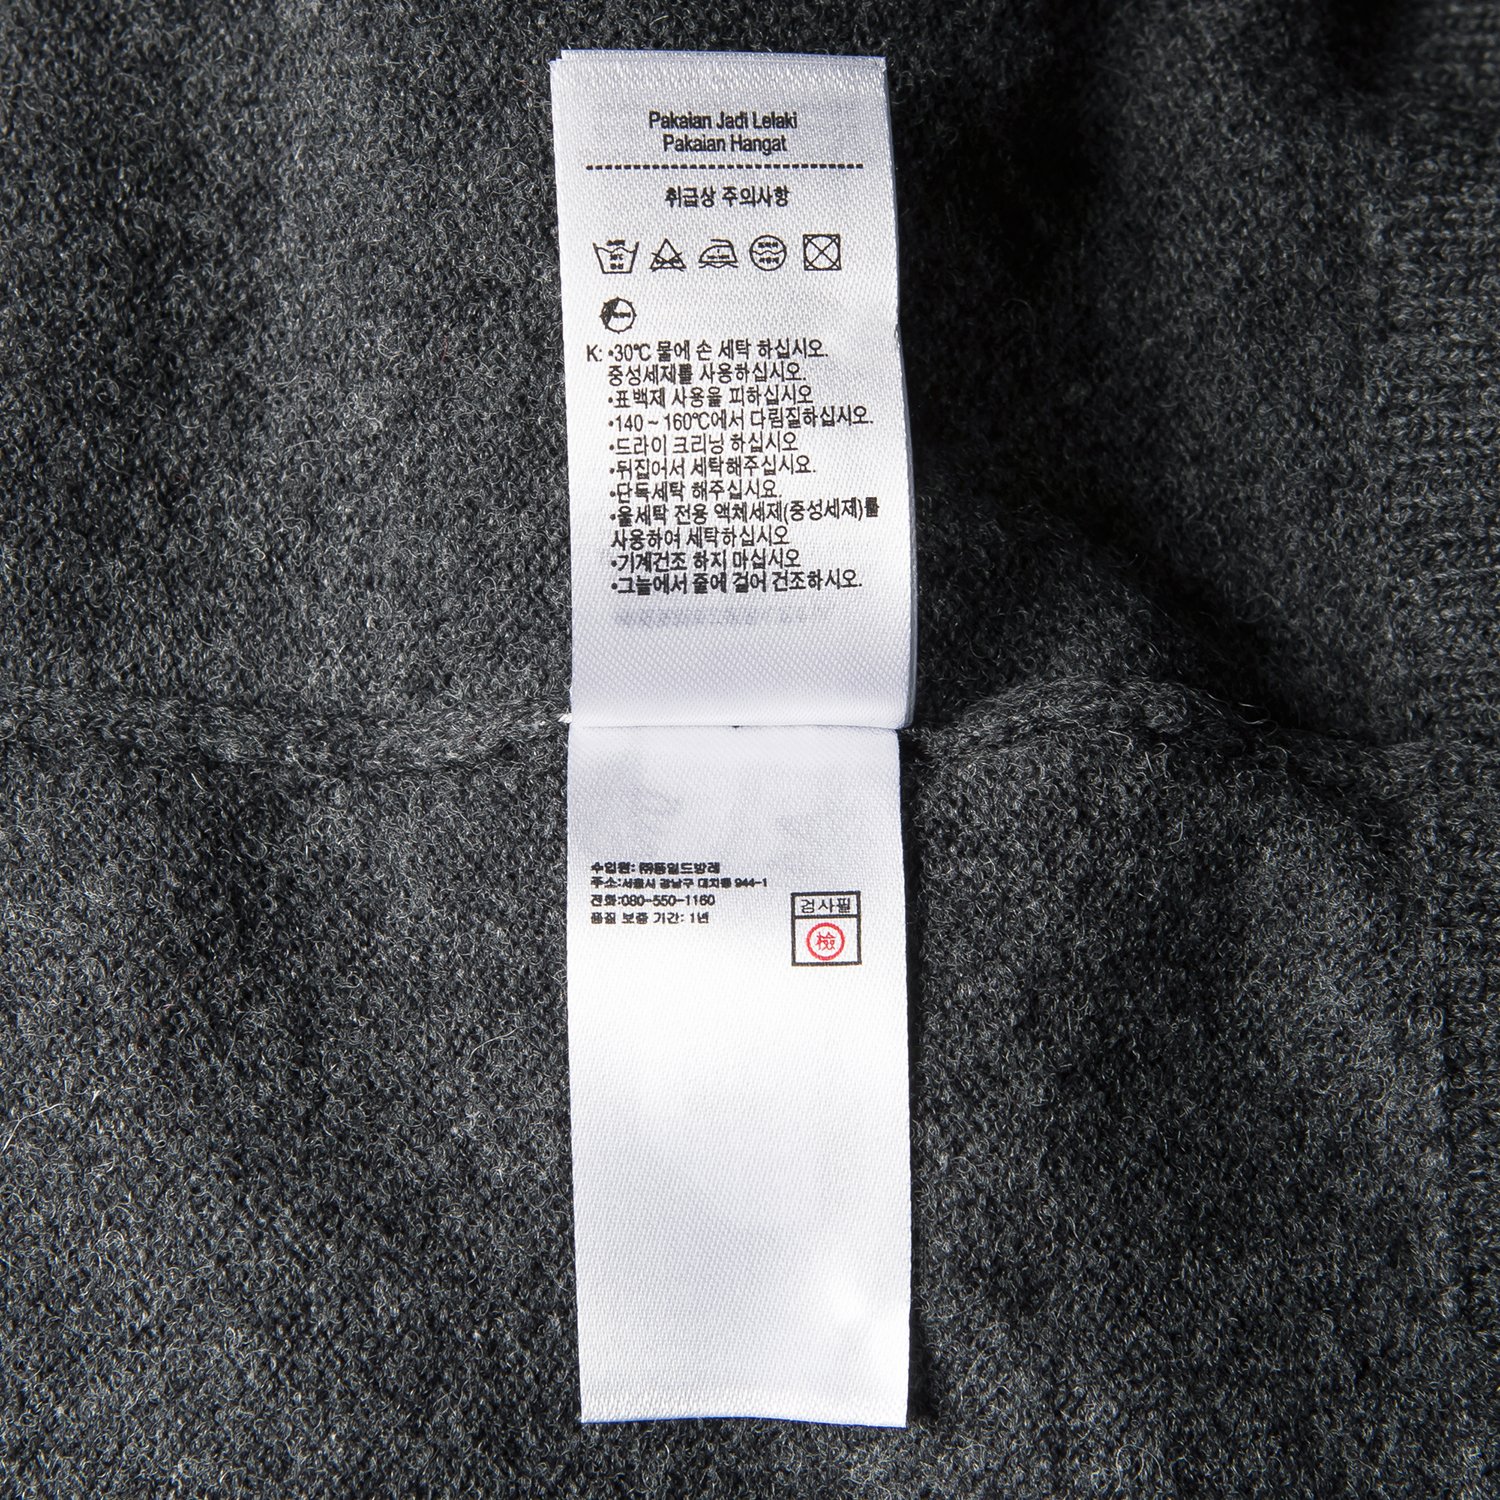 Pakaian Jadi Lelaki
Pakaian Hangat
취급상 주의사항
K: •30℃ 물에 손 세탁 하십시오.
중성세제를 사용하십시오.
•표백제 사용을 피하십시오
•140 ~ 160℃에서 다림질하십시오.
•드라이 크리닝 하십시오
•뒤집어서 세탁해주십시요.
•단독세탁 해주십시요.
•울세탁 전용 액체세제(중성세제)를
사용하여 세탁하십시오
•기계건조 하지 마십시오
•그늘에서 줄에 걸어 건조하시오.
수입원: ㈜동일드방레
주소:서울시 강남구 대치동 944-1
전화:080-550-1160
품질 보증 기간: 1년
검사필
檢